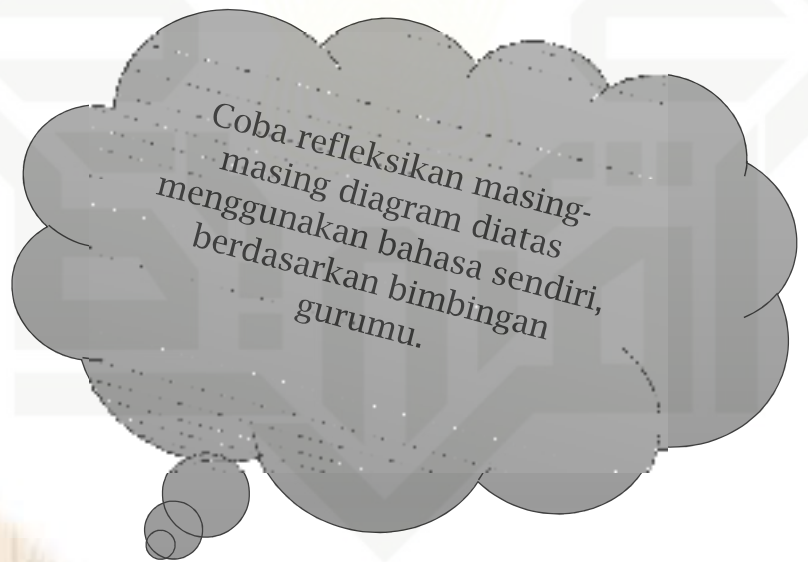 Coba refleksikan masing-
masing diagram diatas
menggunakan bahasa sendiri,
berdasarkan bimbingan
gurumu.